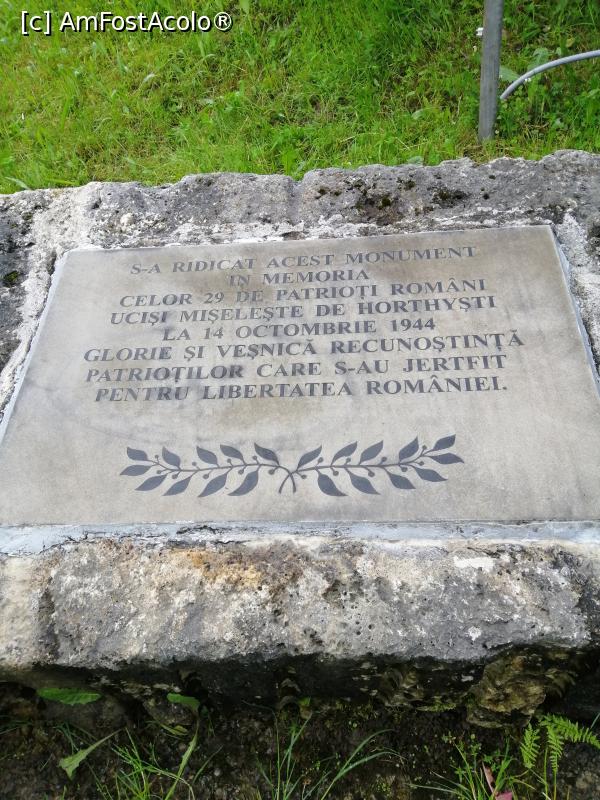 [c] AmFostAcolo®
S-A RIDICAT ACEST MONUMENT
IN MEMORIA
CELOR 29 DE PATRIOȚI ROMÂNI
UCIȘI MIȘELEȘTE DE HORTHYȘTI
LA 14 OCTOMBRIE 1944
GLORIE ȘI VEȘNICĂ RECUNOȘTINȚĂ
PATRIOȚILOR CARE S-AU JERTFIT
PENTRU LIBERTATEA ROMÂNIEI.